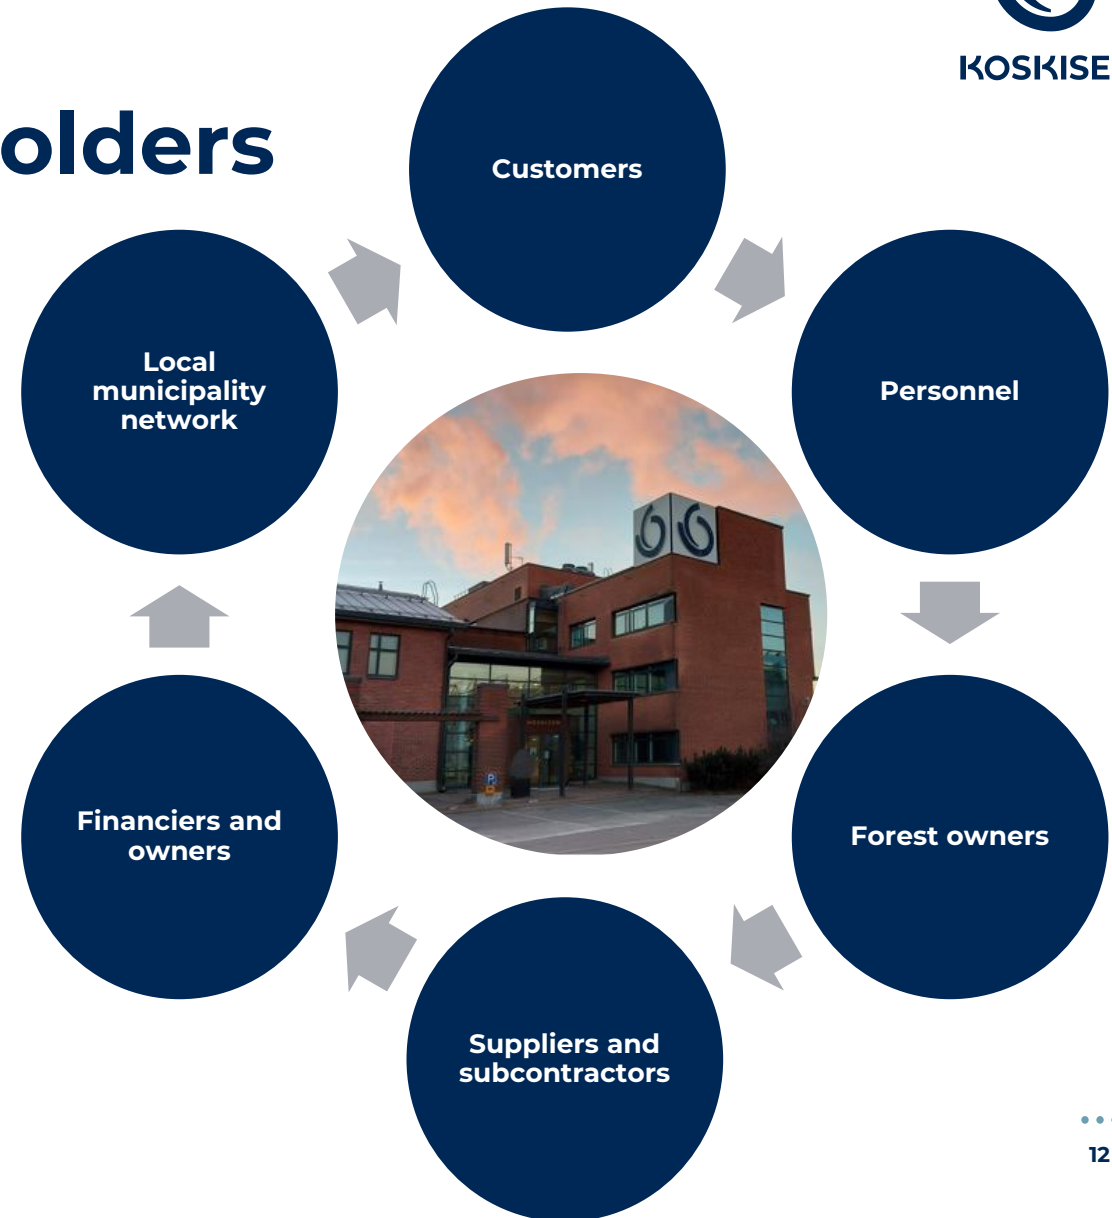 KOSKISE
olders
Customers
Local
municipality
network
Personnel
Financiers and
owners
Forest owners
Suppliers and
subcontractors
12